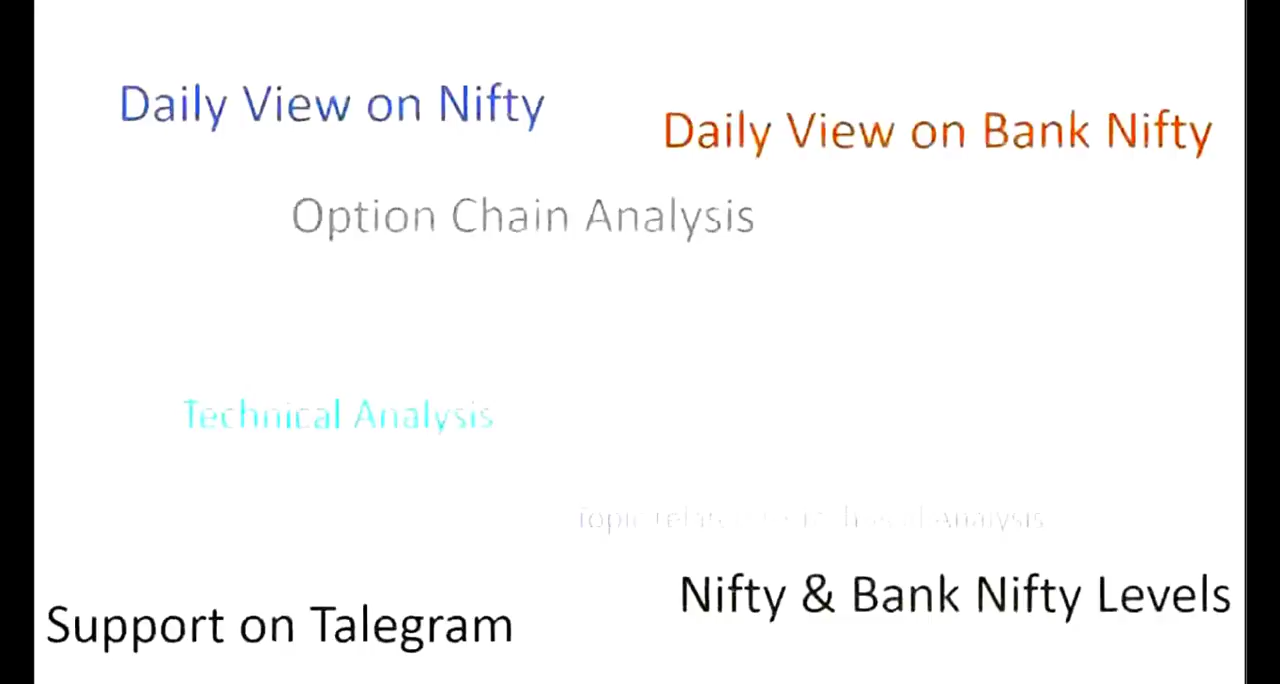 Daily View on Nifty
Daily View on Bank Nifty
Option Chain Analysis
Technical Analysis
Analysis
Nifty & Bank Nifty Levels
Support on Talegram